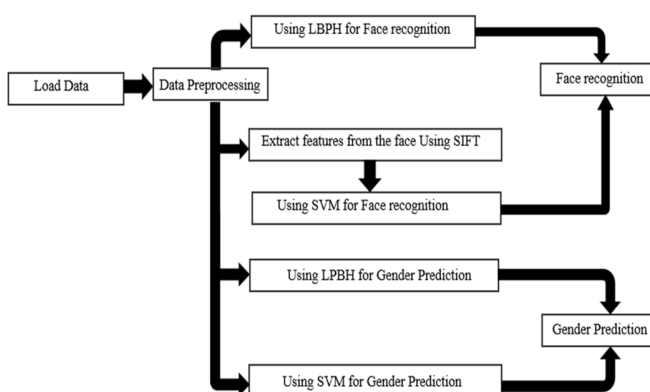 Using LBPH for Face recognition
Load Data
Data Preprocessing
Face recognition
Extract features from the face Using SIFT
Using SVM for Face recognition
Using LPBH for Gender Prediction
Gender Prediction
Using SVM for Gender Prediction